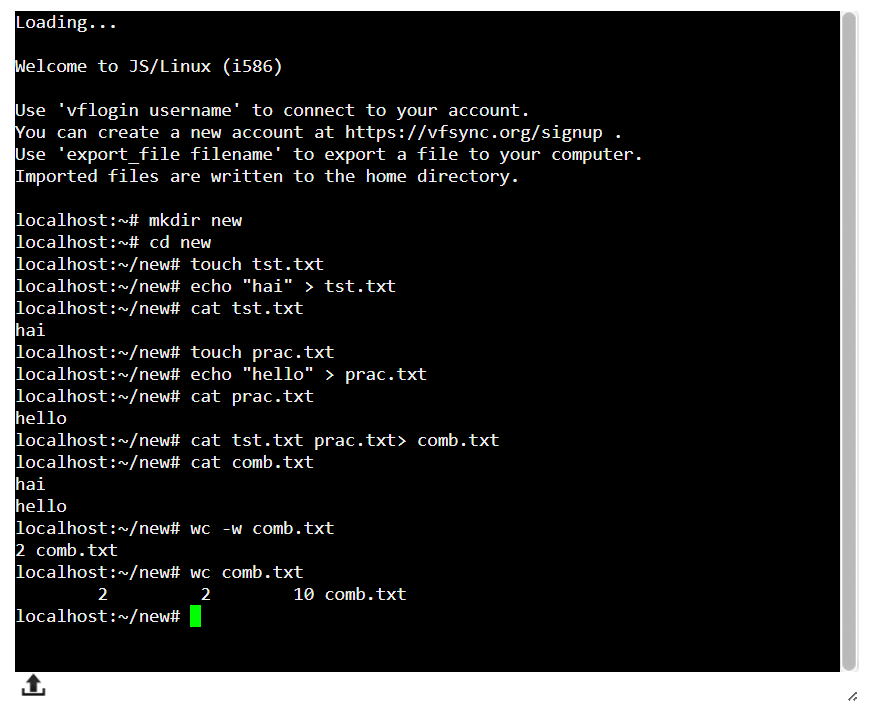 Loading...
Welcome to JS/Linux (i586)
Use 'vflogin username' to connect to your account.
You can create a new account at https://vfsync.org/signup .
Use 'export_file filename' to export a file to your computer.
Imported files are written to the home directory.
localhost:~# mkdir new
localhost:~# cd new
localhost:~/new# touch tst.txt
localhost:~/new# echo "hai" > tst.txt
localhost:~/new# cat tst.txt
hai
localhost:~/new# touch prac.txt
localhost:~/new# echo "hello" > prac.txt
localhost:~/new# cat prac.txt
hello
localhost:~/new# cat tst.txt prac.txt> comb.txt
localhost:~/new# cat comb.txt
hai
hello
localhost:~/new# wc -w comb.txt
2 comb.txt
localhost:~/new# wc comb.txt
        2         2        10 comb.txt
localhost:~/new#